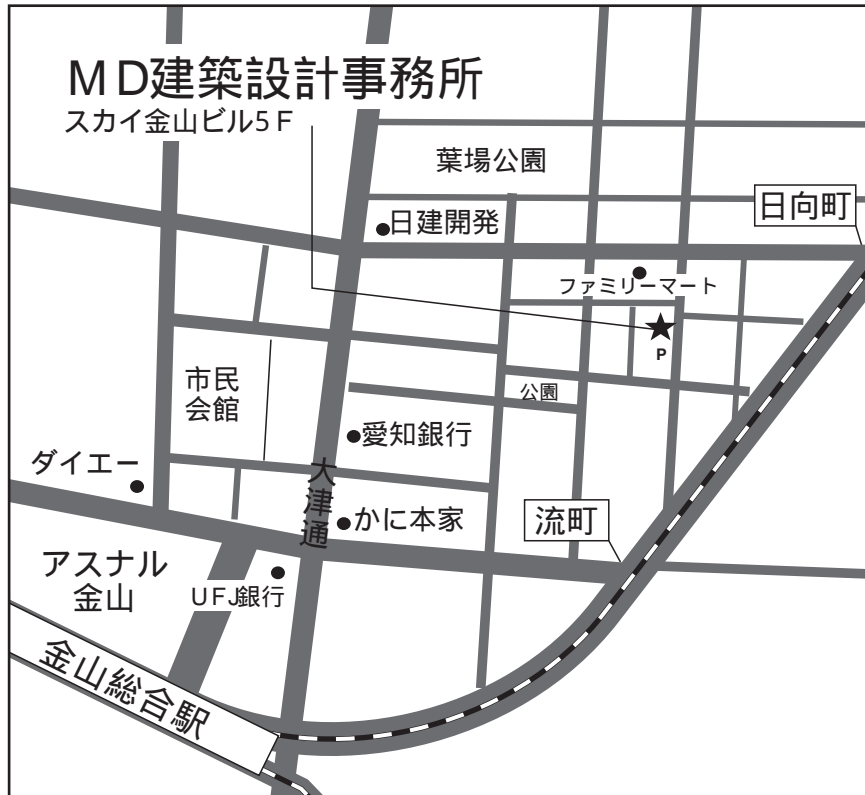 MD建築設計事務所
スカイ金山ビル5F
葉場公園
日向町
日建開発
ファミリーマート
P
市民
会館
公園
愛知銀行
ダイエー
大津通
かに本家
流町
アスナル
金山
UFJ銀行
金山総合駅